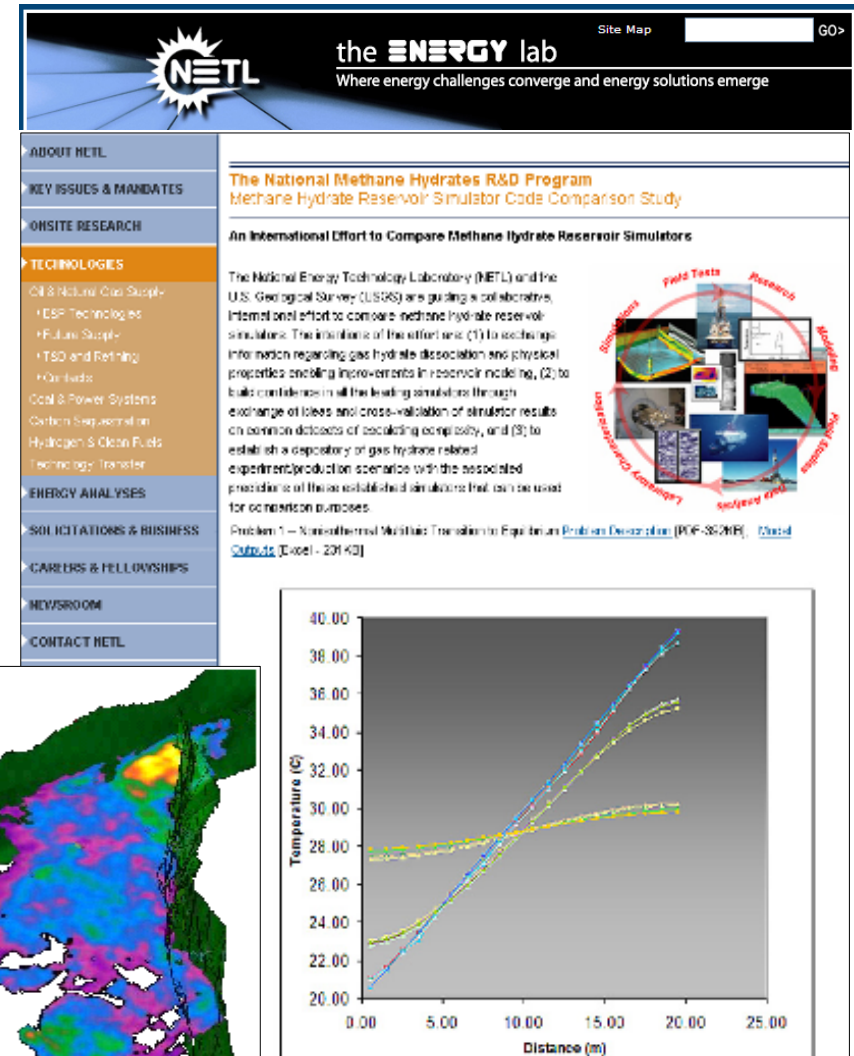 Site Map
GO>
NETL
the ENERGY lab
Where energy challenges converge and energy solutions emerge
ABOUT NETL
KEY ISSUES & MANDATES
ONSITE RESEARCH
TECHNOLOGIES
Oil & Natural Gas Supply
E&P Technologies
Future Supply
T&D and Refining
Contacts
Coal & Power Systems
Carbon Sequestration
Hydrogen & Clean Fuels
Technology Transfer
ENERGY ANALYSES
SOLICITATIONS & BUSINESS
CAREERS & FELLOWSHIPS
NEWSROOM
CONTACT NETL
The National Methane Hydrates R&D Program
Methane Hydrate Reservoir Simulator Code Comparison Study
An International Effort to Compare Methane Hydrate Reservoir Simulators
The National Energy Technology Laboratory (NETL) and the
U.S. Geological Survey (USGS) are guiding a collaborative,
international effort to compare methane hydrate reservoir
simulators. The intentions of the effort are: (1) to exchange
information regarding gas hydrate dissociation and physical
properties enabling improvements in reservoir modeling, (2) to
build confidence in all the leading simulators through
exchange of ideas and cross-validation of simulator results
on common datasets of escalating complexity, and (3) to
establish a depository of gas hydrate related
experiment/production scenarios with the associated
predictions of these established simulators that can be used
for comparison purposes.
Field Tests
Research
Modeling
Field Studies
Data Analysis
Laboratory Characterization
Simulations
Problem 1 – Nonisothermal Multifluid Transition to Equilibrium Problem Description [PDF-392KB], Model
Outputs [Excel - 231KB]
40.00
38.00
36.00
34.00
32.00
30.00
28.00
26.00
24.00
22.00
20.00
Temperature (C)
0.00 5.00 10.00 15.00 20.00 25.00
Distance (m)